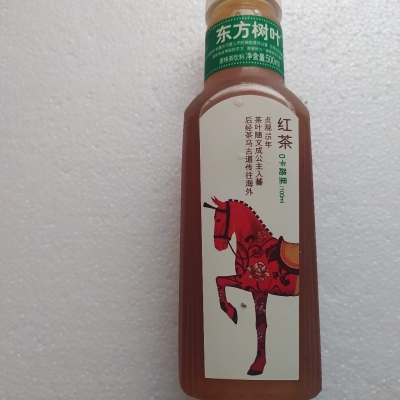 东方树叶
原味茶饮料 净含量500ml
红茶
0卡路里/100ml
贞观15年
茶叶随文成公主入蕃
后经茶马古道传往海外